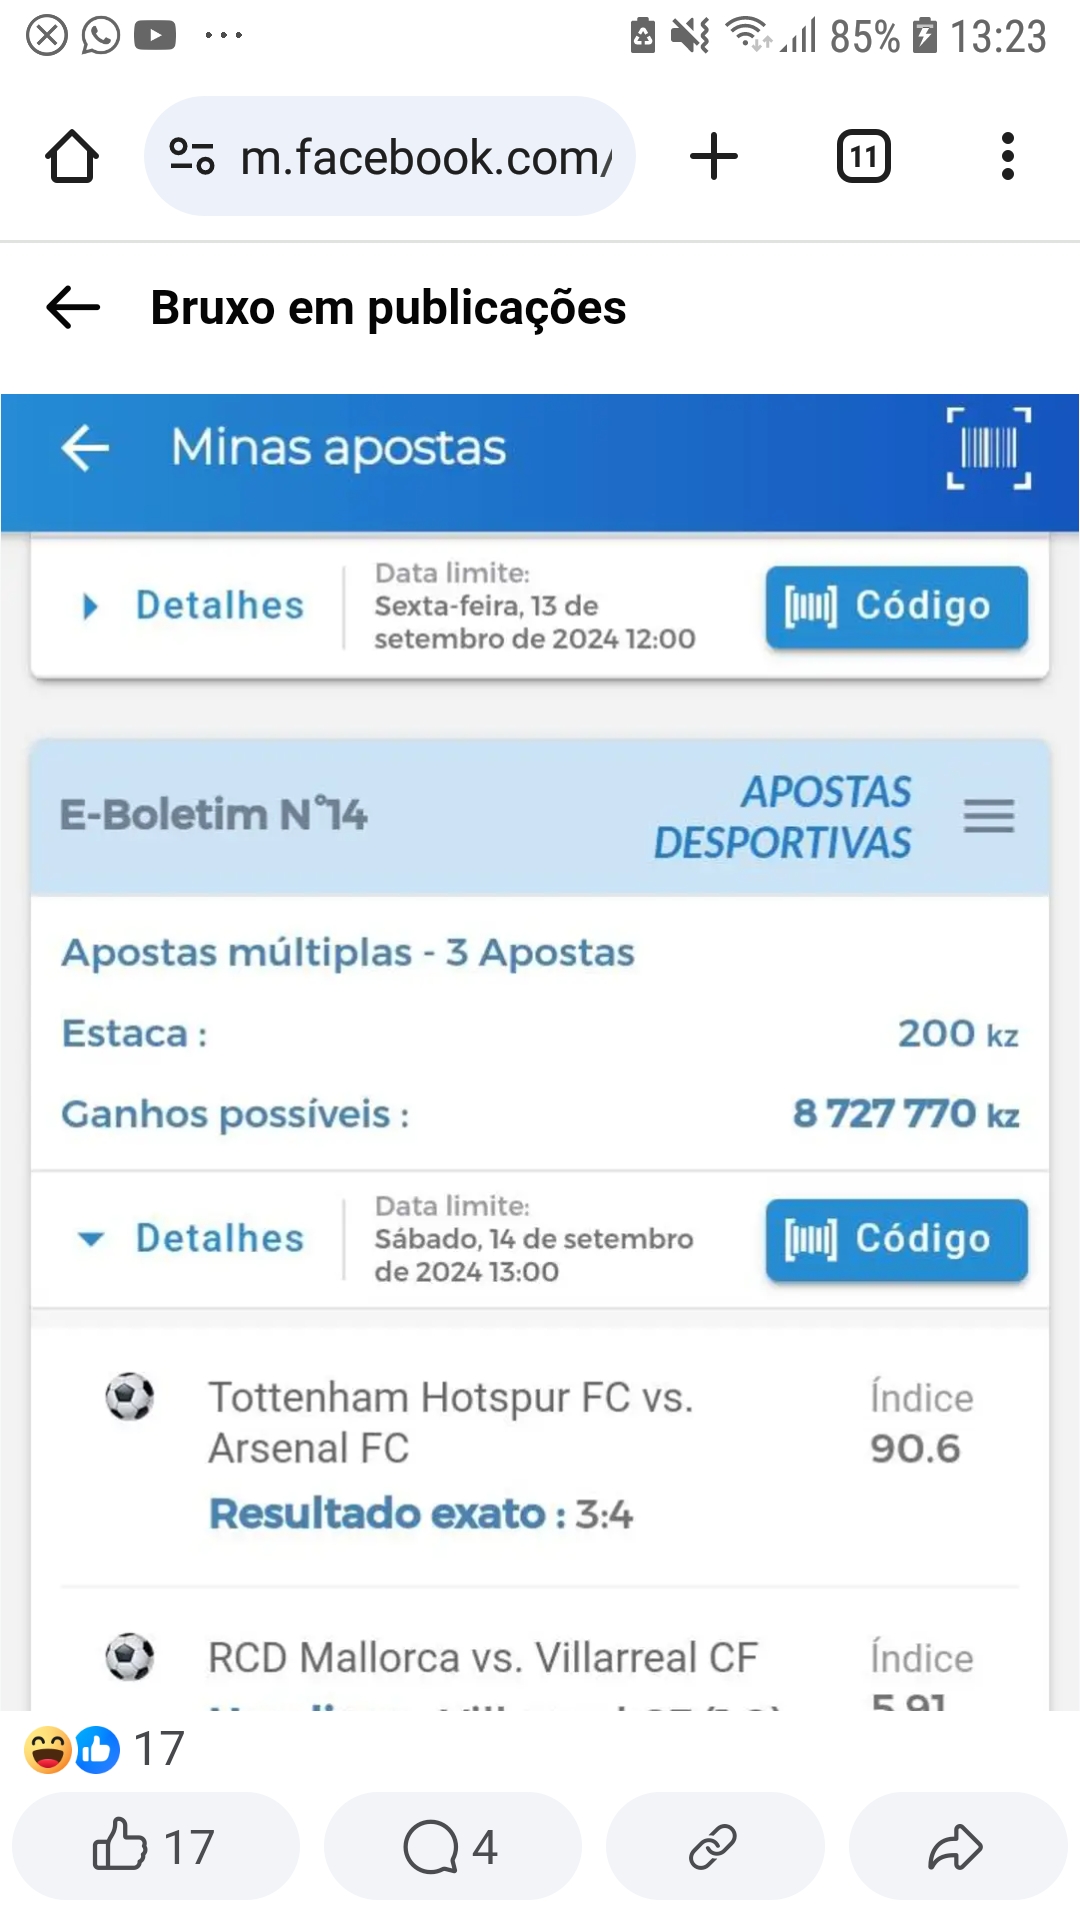 85% 13:23
m.facebook.com/
11
Bruxo em publicações
Minas apostas
Detalhes
Data limite:
Sexta-feira, 13 de
setembro de 2024 12:00
Código
E-Boletim N°14
APOSTAS
DESPORTIVAS
Apostas múltiplas - 3 Apostas
Estaca :
200 kz
Ganhos possíveis :
8 727 770 kz
Detalhes
Data limite:
Sábado, 14 de setembro
de 2024 13:00
Código
Tottenham Hotspur FC vs.
Arsenal FC
Índice
90.6
Resultado exato : 3:4
RCD Mallorca vs. Villarreal CF
Índice
5.91
17
17
4